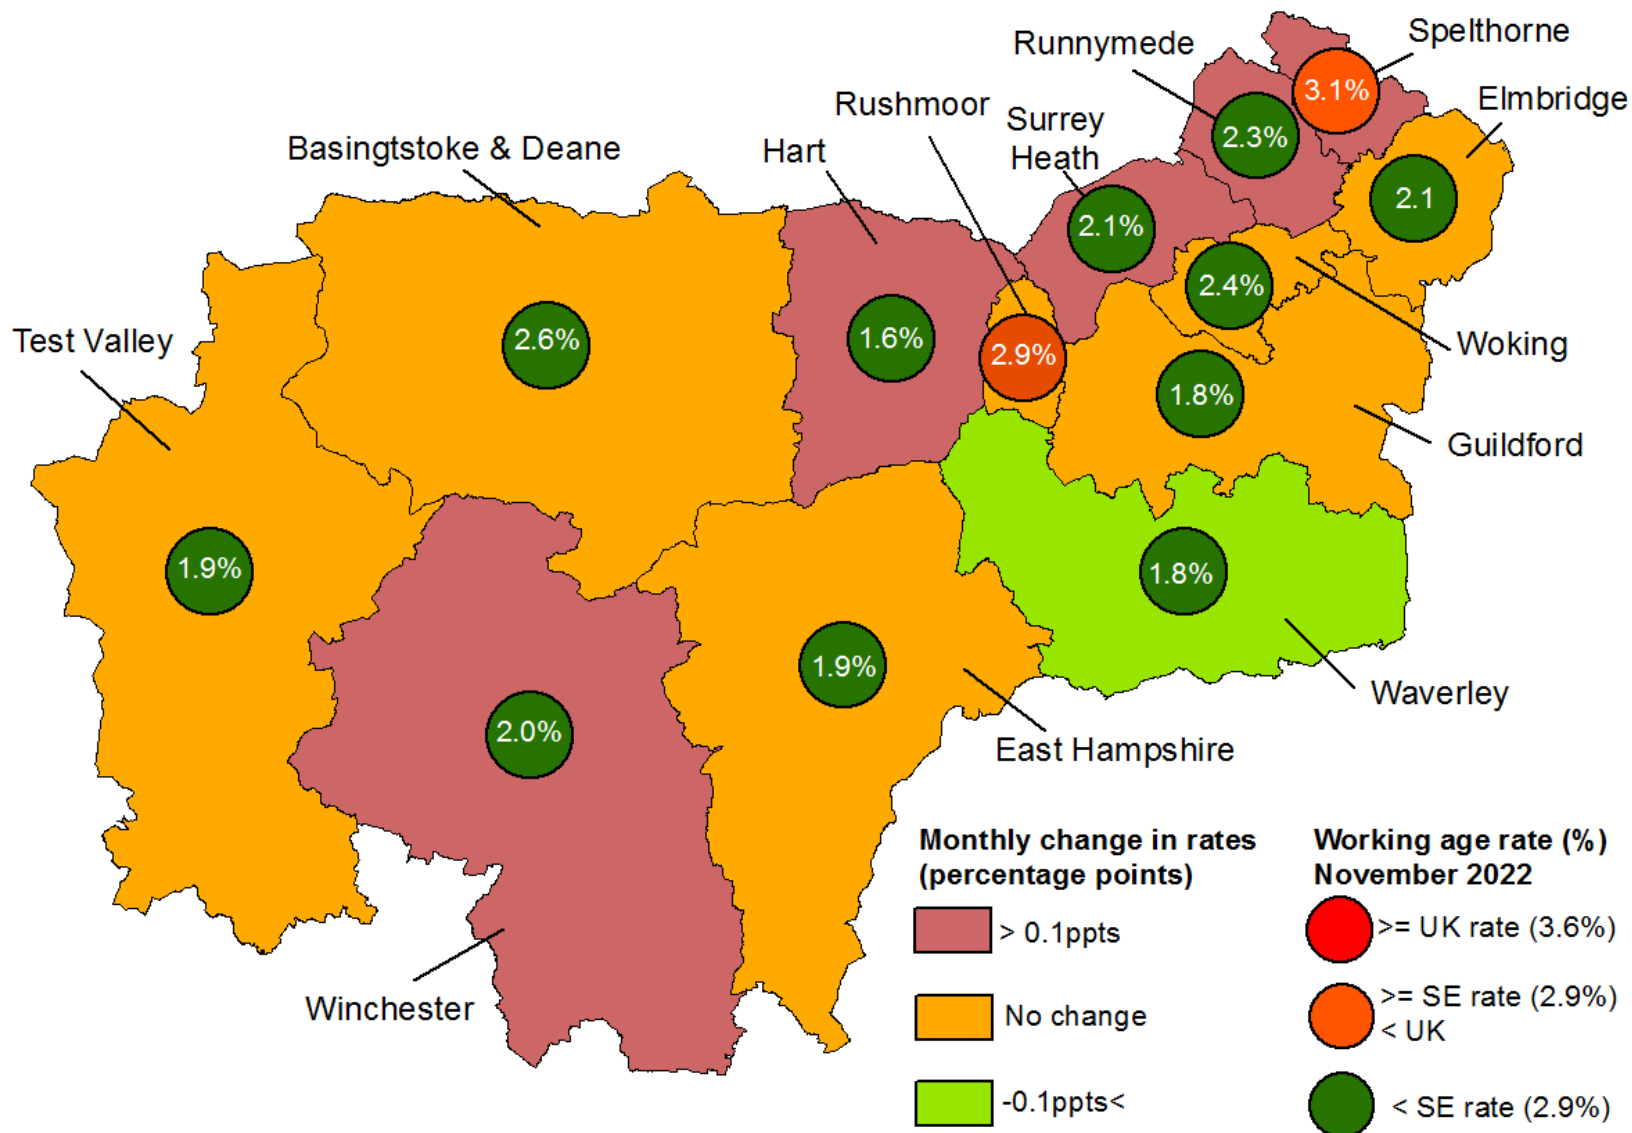 Spelthorne
Runnymede
3.1%
Elmbridge
Rushmoor
Surrey
Heath
2.3%
Basingtstoke & Deane
Hart
2.1
2.1%
2.4%
Test Valley
2.6%
1.6%
2.9%
Woking
1.8%
Guildford
1.9%
1.8%
1.9%
Waverley
2.0%
East Hampshire
Winchester
Monthly change in rates
(percentage points)
> 0.1ppts
No change
-0.1ppts<
Working age rate (%)
November 2022
>= UK rate (3.6%)
>= SE rate (2.9%)
< UK
< SE rate (2.9%)